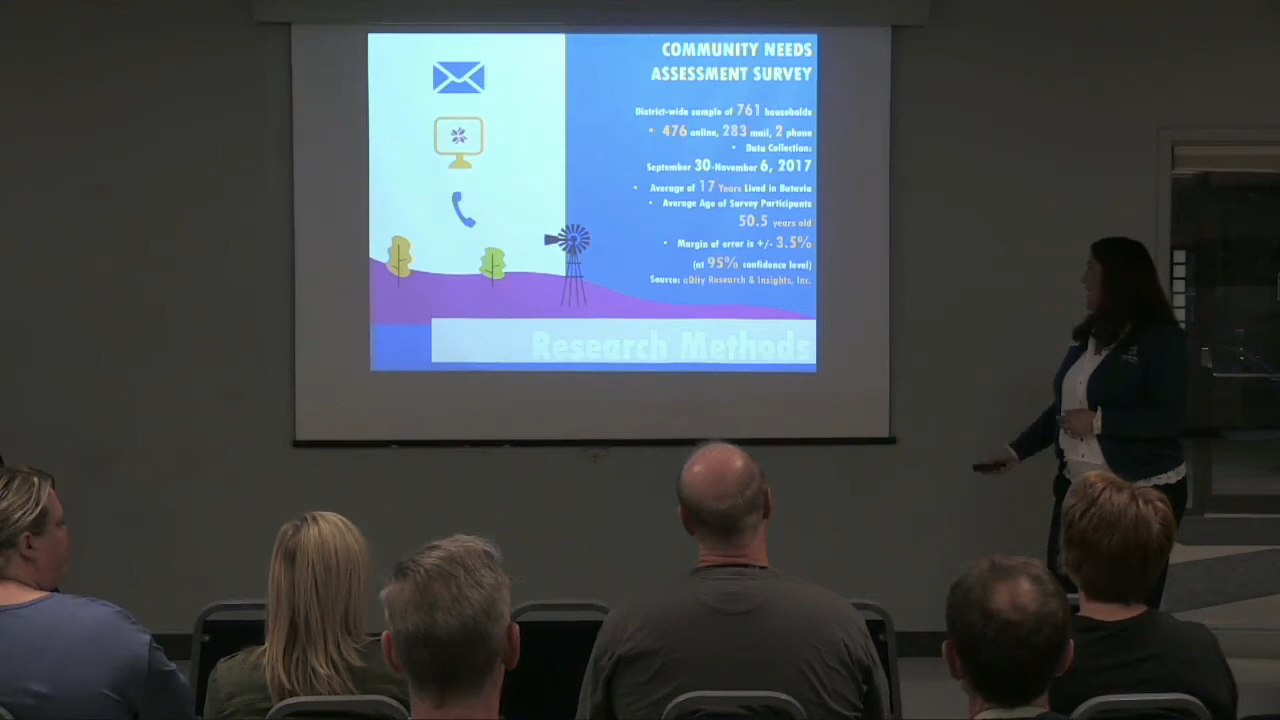 COMMUNITY NEEDS
ASSESSMENT SURVEY
District-wide sample of 761 households
• 476 online, 283 mail, 2 phone
• Data Collection:
September 30-November 6, 2017
• Average of 17 Years Lived in Batavia
• Average Age of Survey Participants
50.5 years old
• Margin of error is +/- 3.5%
(at 95% confidence level)
Source: aQity Research & Insights, Inc.
Research Methods